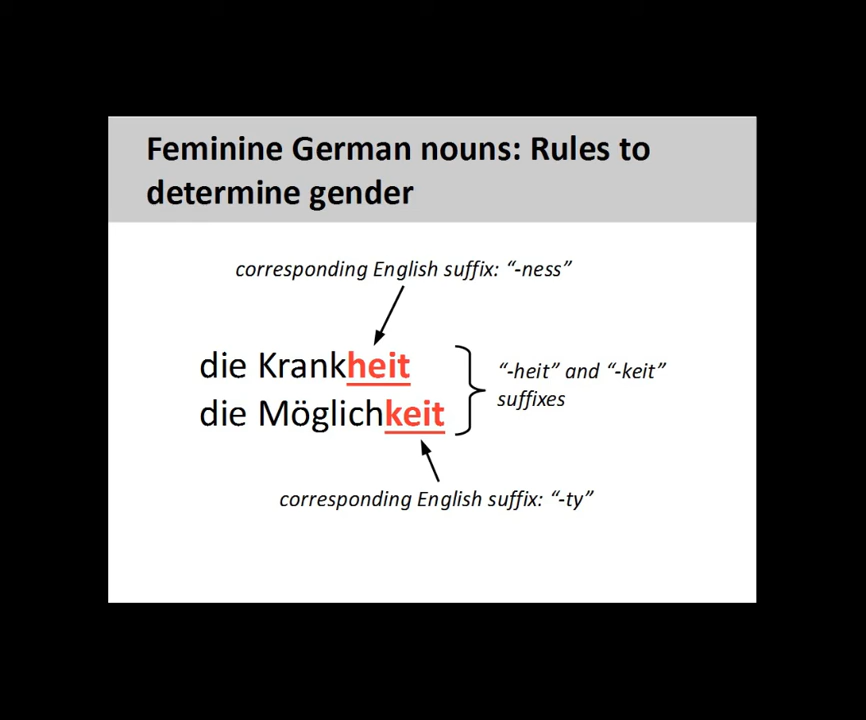 Feminine German nouns: Rules to
determine gender
corresponding English suffix: “-ness”
die Krankheit
die Möglichkeit
“-heit” and “-keit”
suffixes
corresponding English suffix: “-ty”